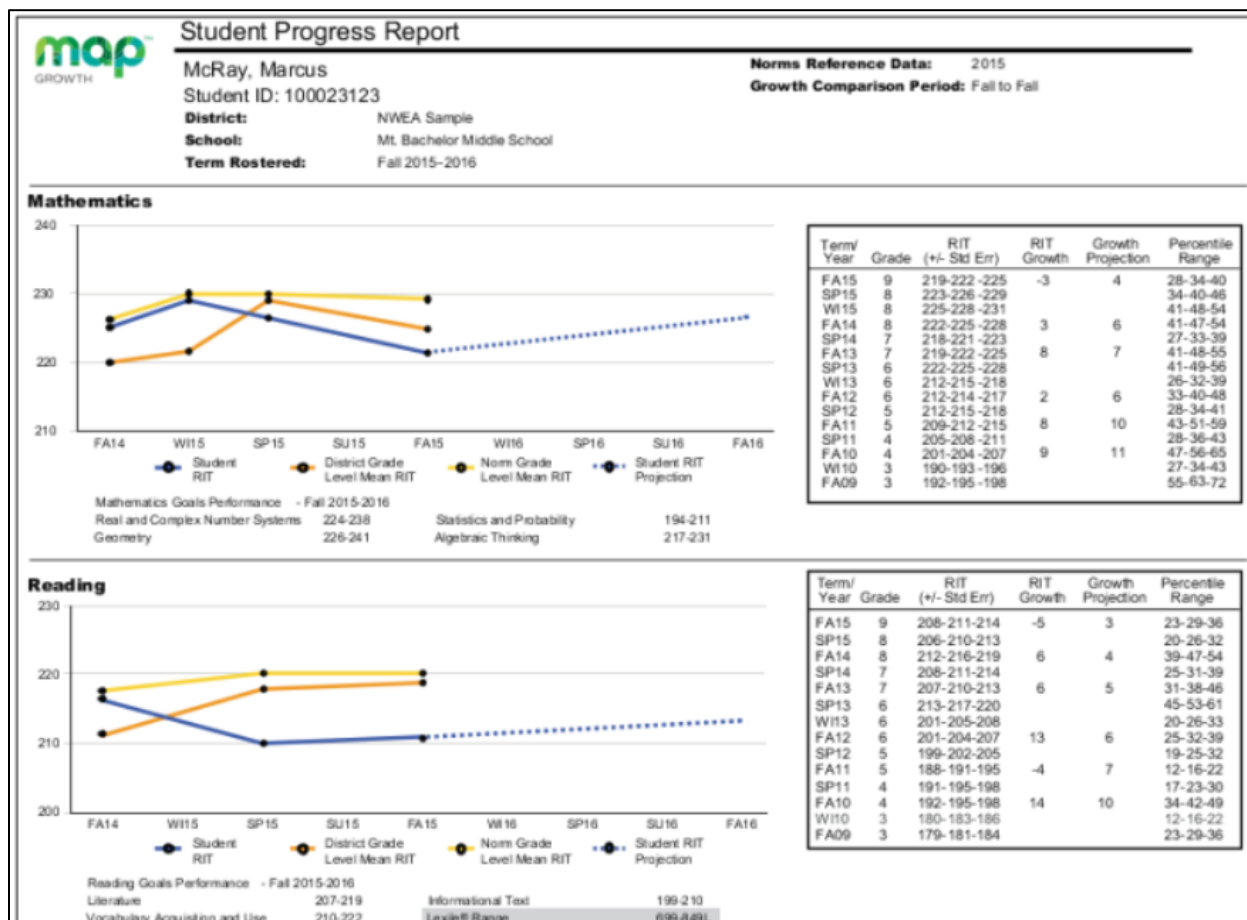 map™
GROWTH
Student Progress Report
McRay, Marcus
Student ID: 100023123
District: NWEA Sample
School: Mt. Bachelor Middle School
Term Rostered: Fall 2015–2016
Norms Reference Data: 2015
Growth Comparison Period: Fall to Fall
Mathematics
240
230
220
210
FA14 WI15 SP15 SU15 FA15 WI16 SP16 SU16 FA16
Student RIT
District Grade Level Mean RIT
Norm Grade Level Mean RIT
Student RIT Projection
Mathematics Goals Performance - Fall 2015-2016
Real and Complex Number Systems 224-238 Statistics and Probability 194-211
Geometry 226-241 Algebraic Thinking 217-231
Term/Year Grade RIT (+/- Std Err) RIT Growth Growth Projection Percentile Range
FA15 9 219-222-225 -3 4 28-34-40
SP15 8 223-226-229 34-40-46
WI15 8 225-228-231 41-48-54
FA14 8 222-225-228 3 6 41-47-54
SP14 7 218-221-223 27-33-39
FA13 7 219-222-225 8 7 41-48-55
SP13 6 222-225-228 41-49-56
WI13 6 212-215-218 26-32-39
FA12 6 212-214-217 2 6 33-40-48
SP12 5 212-215-218 28-34-41
FA11 5 209-212-215 8 10 43-51-59
SP11 4 205-208-211 28-36-43
FA10 4 201-204-207 9 11 47-56-65
WI10 3 190-193-196 27-34-43
FA09 3 192-195-198 55-63-72
Reading
230
220
210
200
FA14 WI15 SP15 SU15 FA15 WI16 SP16 SU16 FA16
Student RIT
District Grade Level Mean RIT
Norm Grade Level Mean RIT
Student RIT Projection
Reading Goals Performance - Fall 2015-2016
Literature 207-219 Informational Text 199-210
Vocabulary Acquisition and Use 210-222 Lexile® Range 699-849L
Term/Year Grade RIT (+/- Std Err) RIT Growth Growth Projection Percentile Range
FA15 9 208-211-214 -5 3 23-29-36
SP15 8 206-210-213 20-26-32
FA14 8 212-216-219 6 4 39-47-54
SP14 7 208-211-214 25-31-39
FA13 7 207-210-213 6 5 31-38-46
SP13 6 213-217-220 45-53-61
WI13 6 201-205-208 20-26-33
FA12 6 201-204-207 13 6 25-32-39
SP12 5 199-202-205 19-25-32
FA11 5 188-191-195 -4 7 12-16-22
SP11 4 191-195-198 17-23-30
FA10 4 192-195-198 14 10 34-42-49
WI10 3 180-183-186 12-16-22
FA09 3 179-181-184 23-29-36